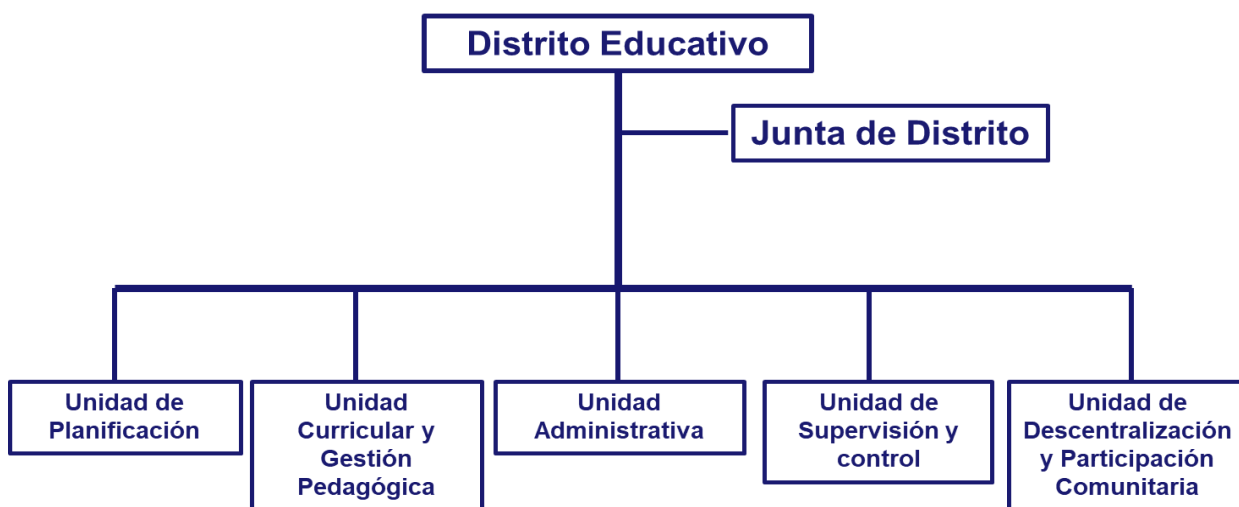 Distrito Educativo
Junta de Distrito
Unidad de
Planificación
Unidad
Curricular y
Gestión
Pedagógica
Unidad
Administrativa
Unidad de
Supervisión y
control
Unidad de
Descentralización
y Participación
Comunitaria